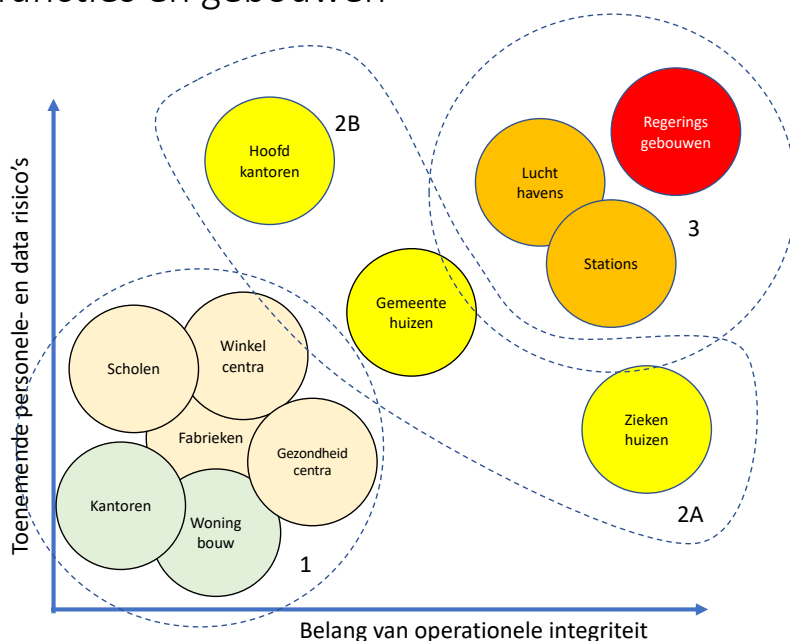 en gebouwen
Toenemende personele- en data risico's
2B
Hoofd
kantoren
Regerings
gebouwen
Lucht
havens
3
Stations
Gemeente
huizen
Winkel
centra
Scholen
Fabrieken
Gezondheid
centra
Zieken
huizen
Kantoren
Woning
bouw
2A
1
Belang van operationele integriteit